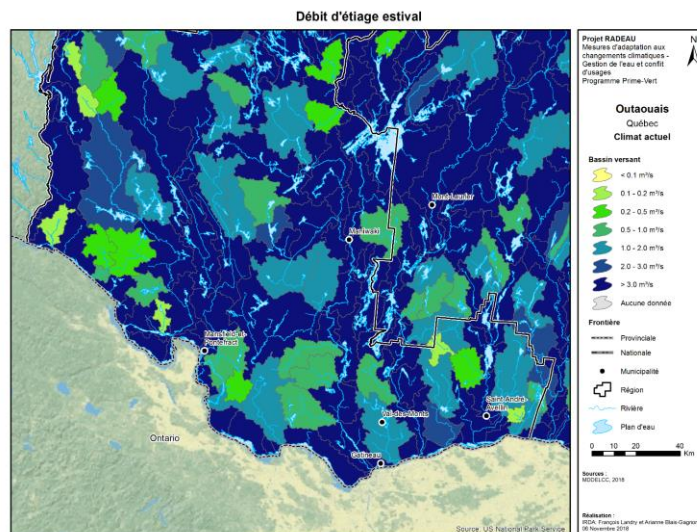 Débit d'étiage estival
Projet RADEAU
Mesures d'adaptation aux
changements climatiques -
Gestion de l'eau et conflit
d'usages
Programme Prime-Vert
N
Outaouais
Québec
Climat actuel
Bassin versant
< 0.1 m³/s
0.1 - 0.2 m³/s
0.2 - 0.5 m³/s
0.5 - 1.0 m³/s
1.0 - 2.0 m³/s
2.0 - 3.0 m³/s
> 3.0 m³/s
Aucune donnée
Frontière
Provinciale
Nationale
Municipalité
Région
Rivière
Plan d'eau
0 10 20 40
Km
Sources :
MDDELCC, 2018
Réalisation :
IRDA: François Landry et Arianne Blais-Gagnon
06 Novembre 2018
Mont-Laurier
Maniwaki
Mansfield-et-
Pontefract
Saint-André-
Avellin
Val-des-Monts
Ontario
Gatineau
Source: US National Park Service